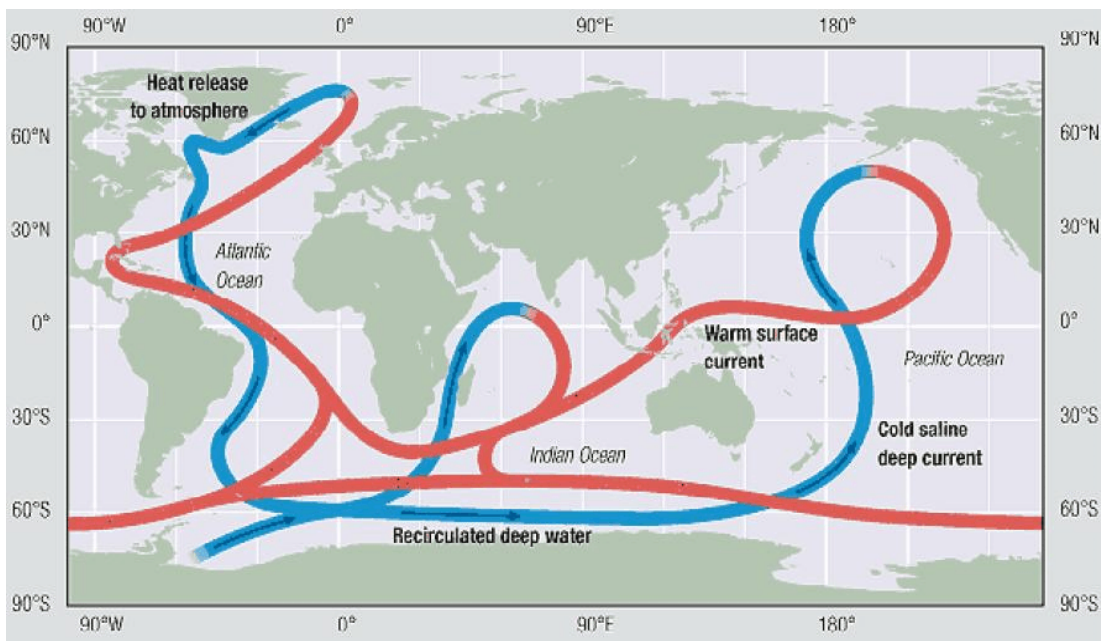 90°W 0° 90°E 180°
90°N 90°N
Heat release
to atmosphere
60°N 60°N
30°N 30°N
Atlantic
Ocean
0° 0°
Warm surface
current
Pacific Ocean
30°S 30°S
Cold saline
deep current
Indian Ocean
60°S 60°S
Recirculated deep water
90°S 90°S
90°W 0° 90°E 180°